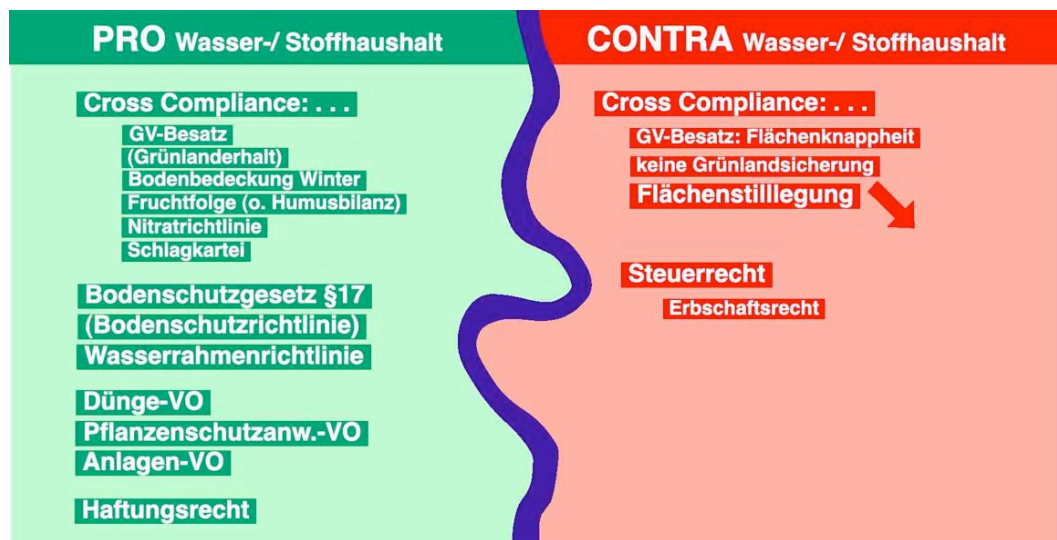 PRO Wasser-/ Stoffhaushalt
Cross Compliance: . . .
GV-Besatz
(Grünlanderhalt)
Bodenbedeckung Winter
Fruchtfolge (o. Humusbilanz)
Nitratrichtlinie
Schlagkartei
Bodenschutzgesetz §17
(Bodenschutzrichtlinie)
Wasserrahmenrichtlinie
Dünge-VO
Pflanzenschutzanw.-VO
Anlagen-VO
Haftungsrecht
CONTRA Wasser-/ Stoffhaushalt
Cross Compliance: . . .
GV-Besatz: Flächenknappheit
keine Grünlandsicherung
Flächenstilllegung
Steuerrecht
Erbschaftsrecht